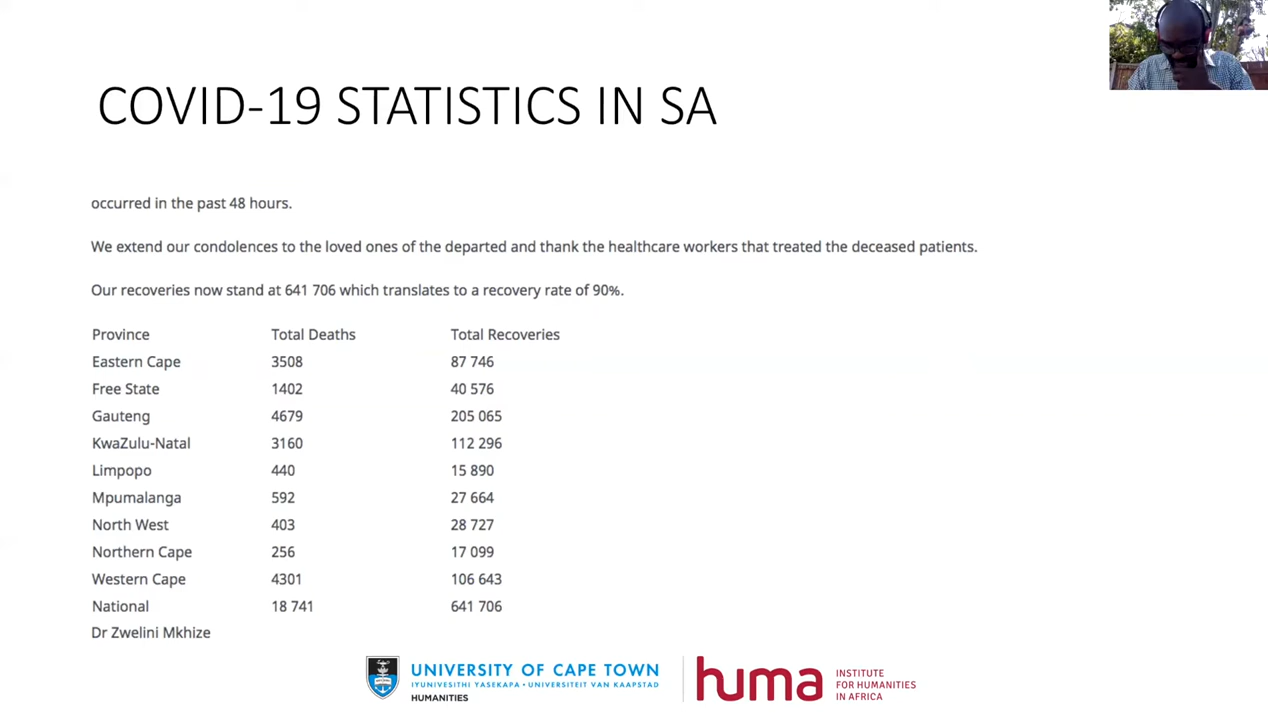 COVID-19 STATISTICS IN SA
occurred in the past 48 hours.
We extend our condolences to the loved ones of the departed and thank the healthcare workers that treated the deceased patients.
Our recoveries now stand at 641 706 which translates to a recovery rate of 90%.
Province Total Deaths Total Recoveries
Eastern Cape 3508 87 746
Free State 1402 40 576
Gauteng 4679 205 065
KwaZulu-Natal 3160 112 296
Limpopo 440 15 890
Mpumalanga 592 27 664
North West 403 28 727
Northern Cape 256 17 099
Western Cape 4301 106 643
National 18 741 641 706
Dr Zwelini Mkhize
UNIVERSITY OF CAPE TOWN
IYUNIVESITHI YASEKAPA • UNIVERSITEIT VAN KAAPSTAD
HUMANITIES
huma
INSTITUTE
FOR HUMANITIES
IN AFRICA